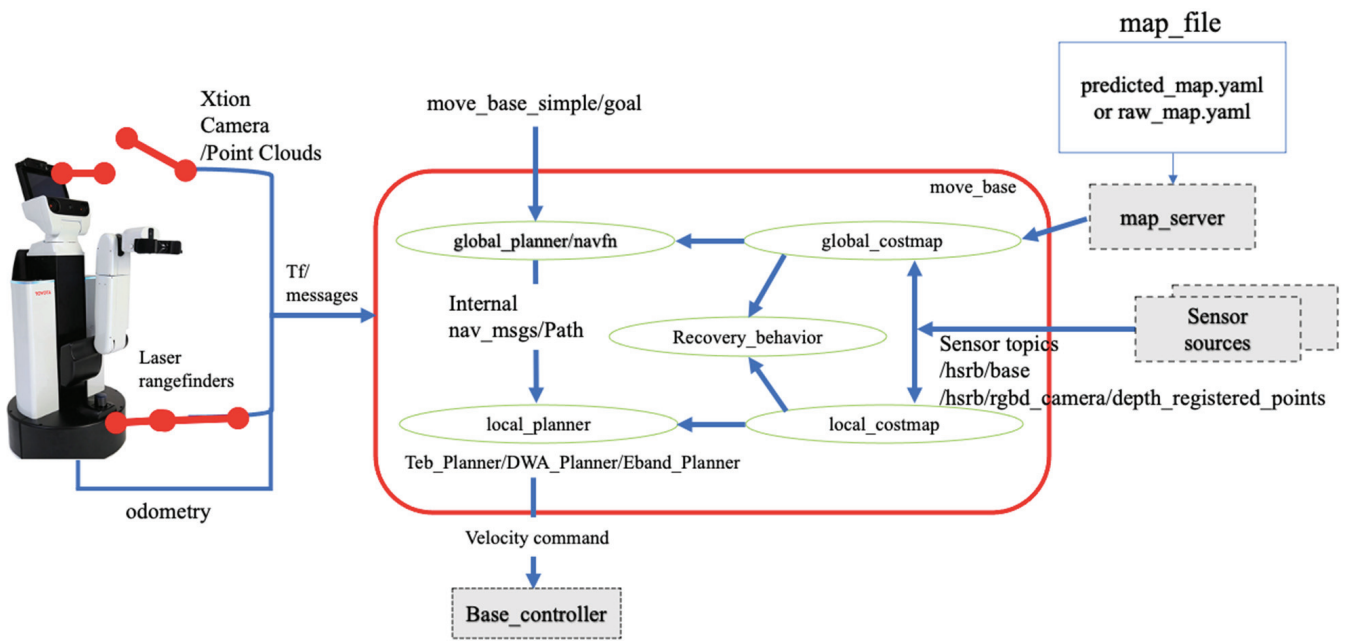 map_file
predicted_map.yaml
or raw_map.yaml
Xtion
Camera
/Point Clouds
move_base_simple/goal
move_base
map_server
global_planner/navfn
global_costmap
Tf/
messages
Internal
nav_msgs/Path
Recovery_behavior
Sensor
sources
Sensor topics
/hsrb/base
/hsrb/rgbd_camera/depth_registered_points
TOYOTA
Laser
rangefinders
local_planner
local_costmap
Teb_Planner/DWA_Planner/Eband_Planner
odometry
Velocity command
Base_controller